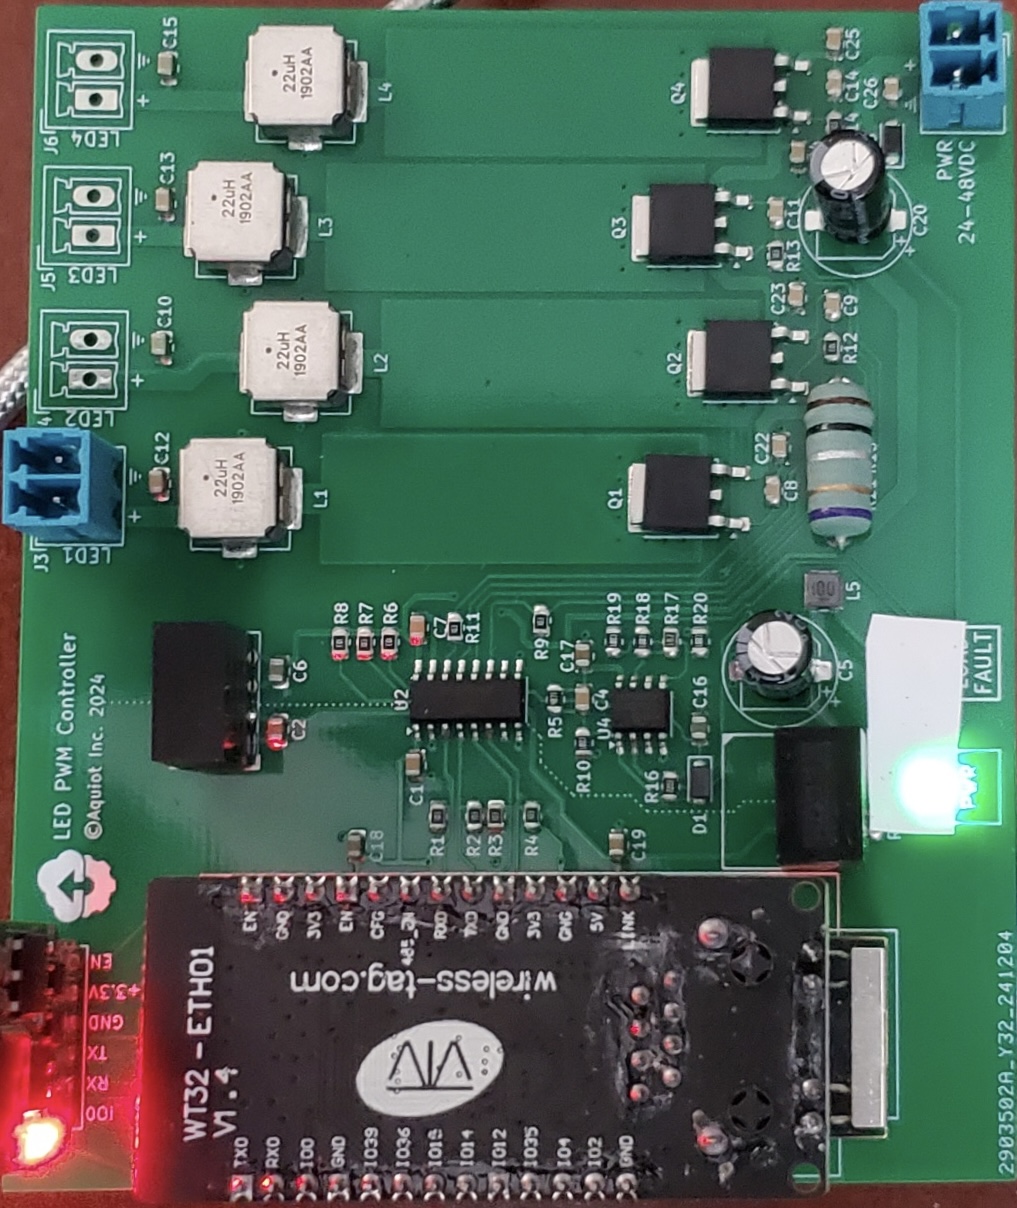 C15
C25
22uH
1902AA
L4
Q4
C14
C26
+
J6
LED4
PWR
24-48VDC
C13
22uH
1902AA
L3
Q3
C11
R13
C20
+
J5
LED3
C10
22uH
1902AA
L2
Q2
C23
C9
R12
+
LED2
C12
22uH
1902AA
L1
Q1
C22
C8
+
J3
LED1
100
L5
LED PWM Controller
©Aquiot Inc. 2024
R8
R7
R6
C7
R11
R9
C17
R19
R18
R17
R20
C5
+
FAULT
C6
C2
U2
R5
C4
U4
C16
C1
R10
R16
D1
PWR
C18
R1
R2
R3
R4
C19
EN
GND
3V3
EN
CFG
485_EN
RXD
TXD
GND
3V3
GND
5V
LINK
wireless-tag.com
WT32-ETH01
V1.4
EN
+3.3V
GND
TX
RX
IO0
TX0
RX0
IO0
GND
IO39
IO36
IO15
IO14
IO12
IO35
IO4
IO2
GND
2903502A_Y32_241204